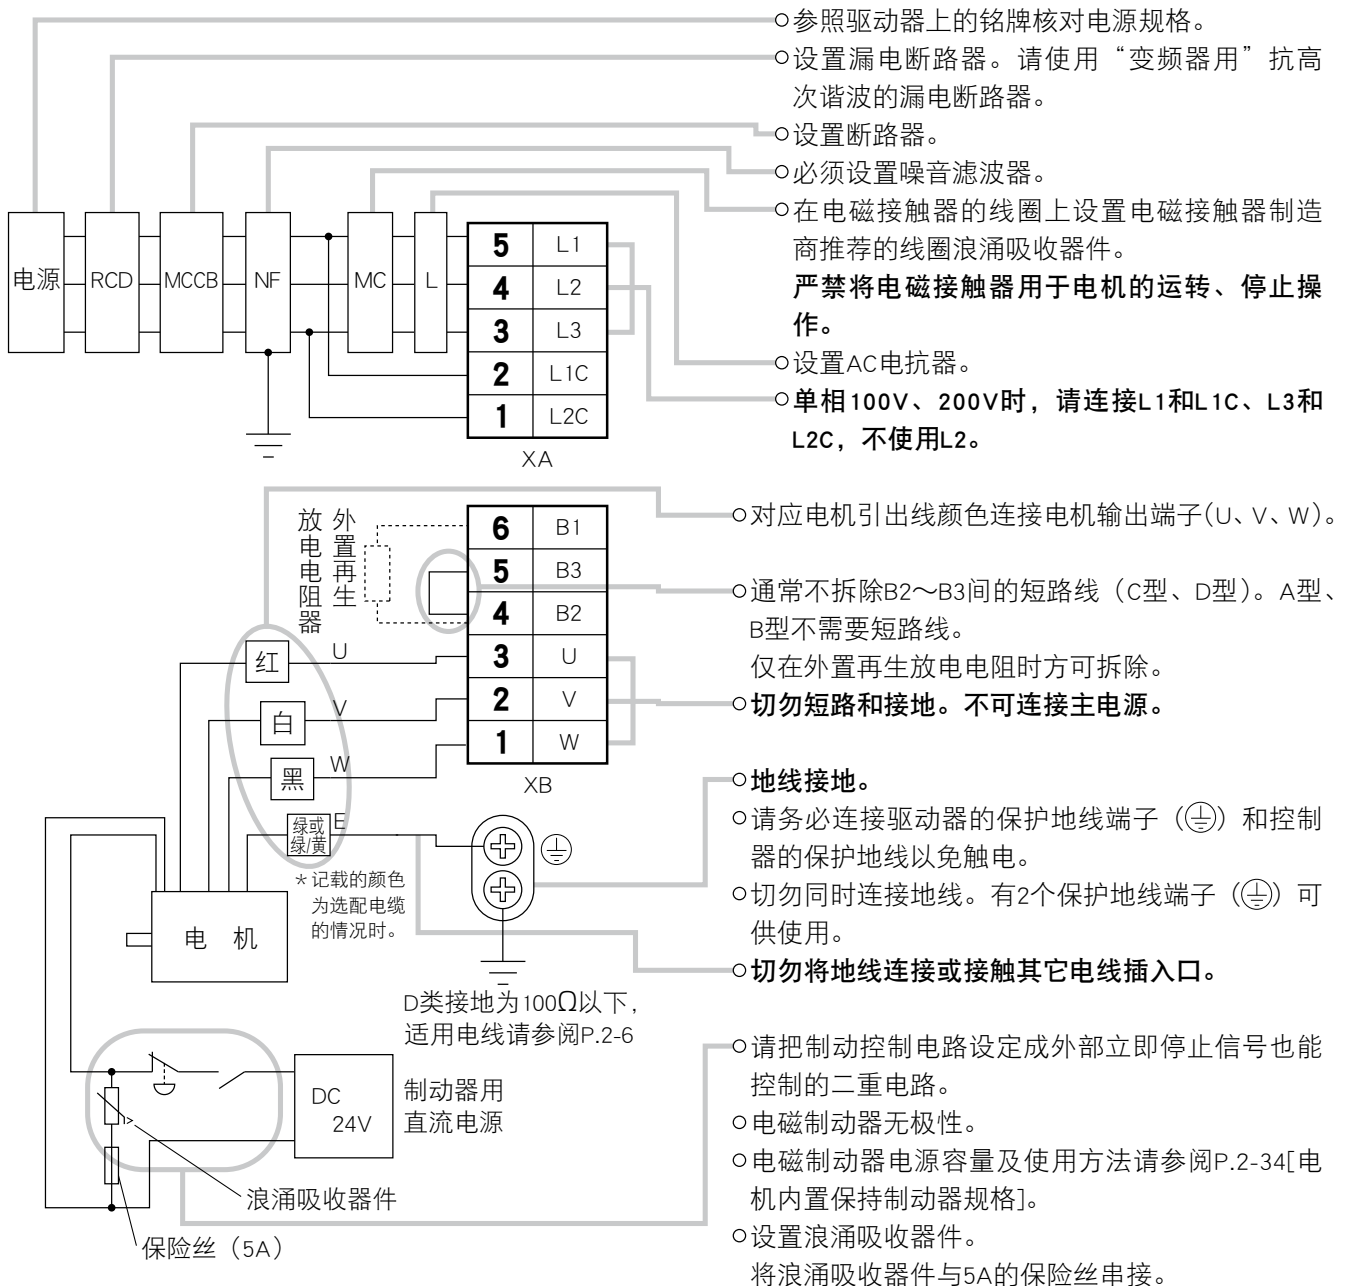 ○参照驱动器上的铭牌核对电源规格。
○设置漏电断路器。请使用“变频器用”抗高
次谐波的漏电断路器。
○设置断路器。
○必须设置噪音滤波器。
○在电磁接触器的线圈上设置电磁接触器制造
商推荐的线圈浪涌吸收器件。
严禁将电磁接触器用于电机的运转、停止操
作。
○设置AC电抗器。
○单相100V、200V时，请连接L1和L1C、L3和
L2C，不使用L2。
电源
RCD
MCCB
NF
MC
L
5 L1
4 L2
3 L3
2 L1C
1 L2C
XA
○对应电机引出线颜色连接电机输出端子(U、V、W)。
○通常不拆除B2～B3间的短路线（C型、D型）。A型、
B型不需要短路线。
仅在外置再生放电电阻时方可拆除。
○切勿短路和接地。不可连接主电源。
外置再生
放电电阻器
6 B1
5 B3
4 B2
3 U
2 V
1 W
XB
红 U
白 V
黑 W
绿或 E
绿/黄
＊记载的颜色
为选配电缆
的情况时。
电 机
○地线接地。
○请务必连接驱动器的保护地线端子（⏚）和控制
器的保护地线以免触电。
○切勿同时连接地线。有2个保护地线端子（⏚）可
供使用。
○切勿将地线连接或接触其它电线插入口。
D类接地为100Ω以下，
适用电线请参阅P.2-6
○请把制动控制电路设定成外部立即停止信号也能
控制的二重电路。
○电磁制动器无极性。
○电磁制动器电源容量及使用方法请参阅P.2-34[电
机内置保持制动器规格]。
○设置浪涌吸收器件。
将浪涌吸收器件与5A的保险丝串接。
DC
24V
制动器用
直流电源
浪涌吸收器件
保险丝（5A）